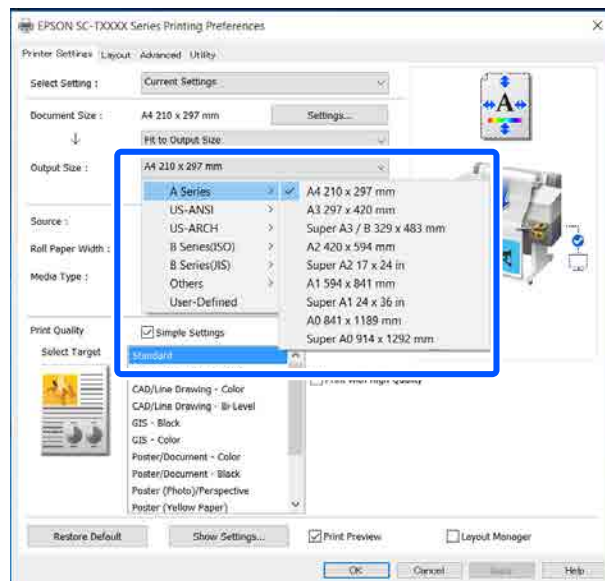 EPSON SC-TXXXX Series Printing Preferences
Printer Settings Layout Advanced Utility
Select Setting : Current Settings
Document Size : A4 210 x 297 mm Settings...
Fit to Output Size
Output Size : A4 210 x 297 mm
A Series A4 210 x 297 mm
US-ANSI A3 297 x 420 mm
US-ARCH Super A3 / B 329 x 483 mm
B Series(ISO) A2 420 x 594 mm
B Series(JIS) Super A2 17 x 24 in
Others A1 594 x 841 mm
User-Defined Super A1 24 x 36 in
A0 841 x 1189 mm
Super A0 914 x 1292 mm
Source :
Roll Paper Width :
Media Type :
A
Print Quality Simple Settings
Select Target Standard
Print with High Quality
CAD/Line Drawing - Color
CAD/Line Drawing - Bi-Level
GIS - Block
GIS - Color
Poster/Document - Color
Poster/Document - Black
Poster (Photo)/Perspective
Poster (Yellow Paper)
Restore Default Show Settings... Print Preview Layout Manager
OK Cancel Help